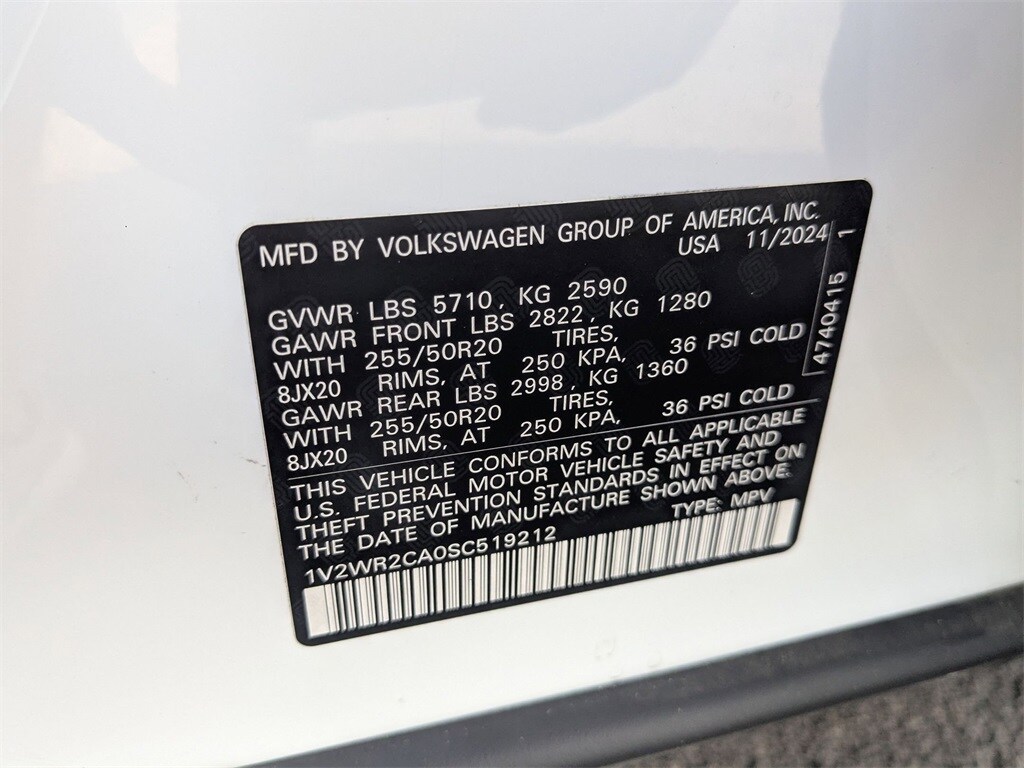 MFD BY VOLKSWAGEN GROUP OF AMERICA, INC.
USA 11/2024
GVWR LBS 5710, KG 2590
GAWR FRONT LBS 2822, KG 1280
WITH 255/50R20 TIRES,
8JX20 RIMS, AT 250 KPA, 36 PSI COLD
GAWR REAR LBS 2998, KG 1360
WITH 255/50R20 TIRES,
8JX20 RIMS, AT 250 KPA, 36 PSI COLD
THIS VEHICLE CONFORMS TO ALL APPLICABLE
U.S. FEDERAL MOTOR VEHICLE SAFETY AND
THEFT PREVENTION STANDARDS IN EFFECT ON
THE DATE OF MANUFACTURE SHOWN ABOVE.
1V2WR2CA0SC519212 TYPE: MPV
4740415 1